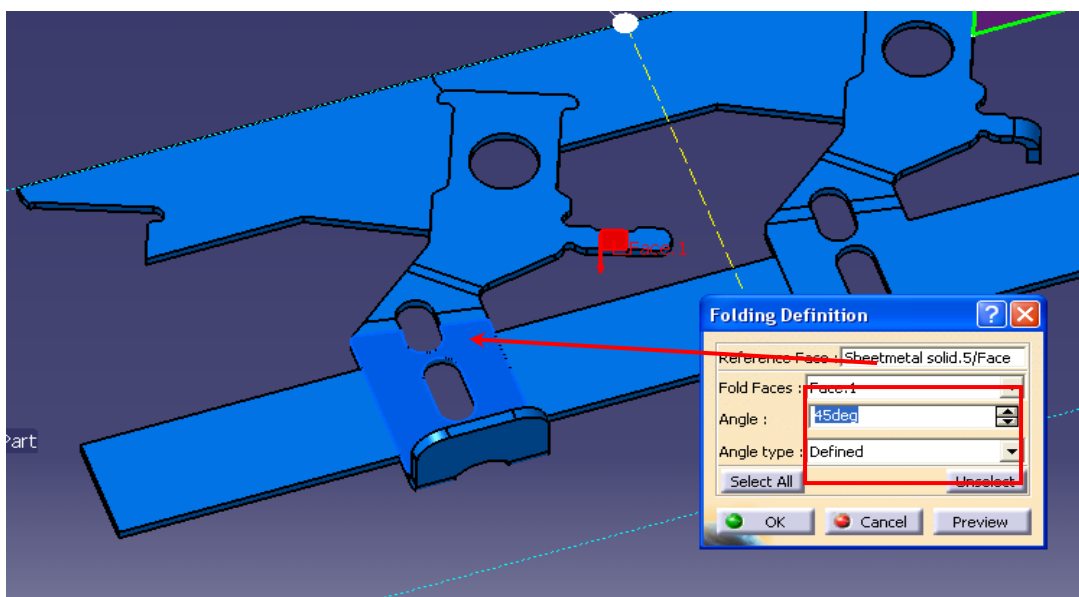 Face.1
Folding Definition
Reference Face : Sheetmetal solid.5/Face
Fold Faces : Face.1
Angle : 45deg
Angle type : Defined
Select All Unselect
OK Cancel Preview
Part